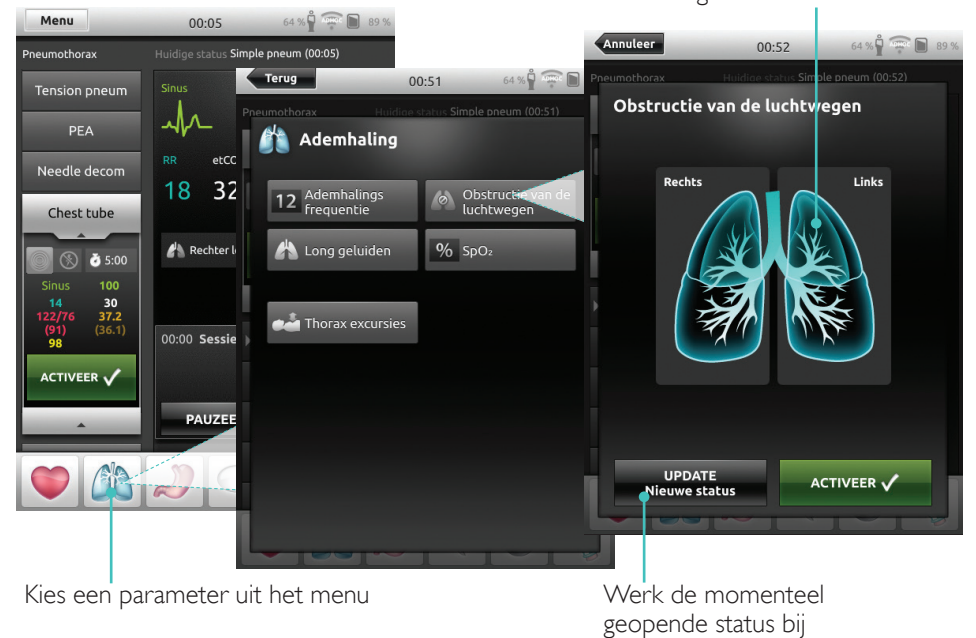 Menu
00:05
64 %
89 %
Pneumothorax
Huidige status Simple pneum (00:05)
Tension pneum
PEA
Needle decom
Chest tube
5:00
Sinus 100
14 30
122/76 37.2
(91) (36.1)
98
ACTIVEER
Sinus
RR etCO
18 32
Rechter l
00:00 Sessie
PAUZEE
Terug
00:51
64 %
Pneumothorax
Huidige status Simple pneum (00:51)
Ademhaling
12 Ademhalings
frequentie
Obstructie van de
luchtwegen
Long geluiden
% SpO₂
Thorax excursies
Annuleer
00:52
64 %
89 %
Pneumothorax
Huidige status Simple pneum (00:52)
Obstructie van de luchtwegen
Rechts
Links
UPDATE
Nieuwe status
ACTIVEER
Kies een parameter uit het menu
Werk de momenteel
geopende status bij